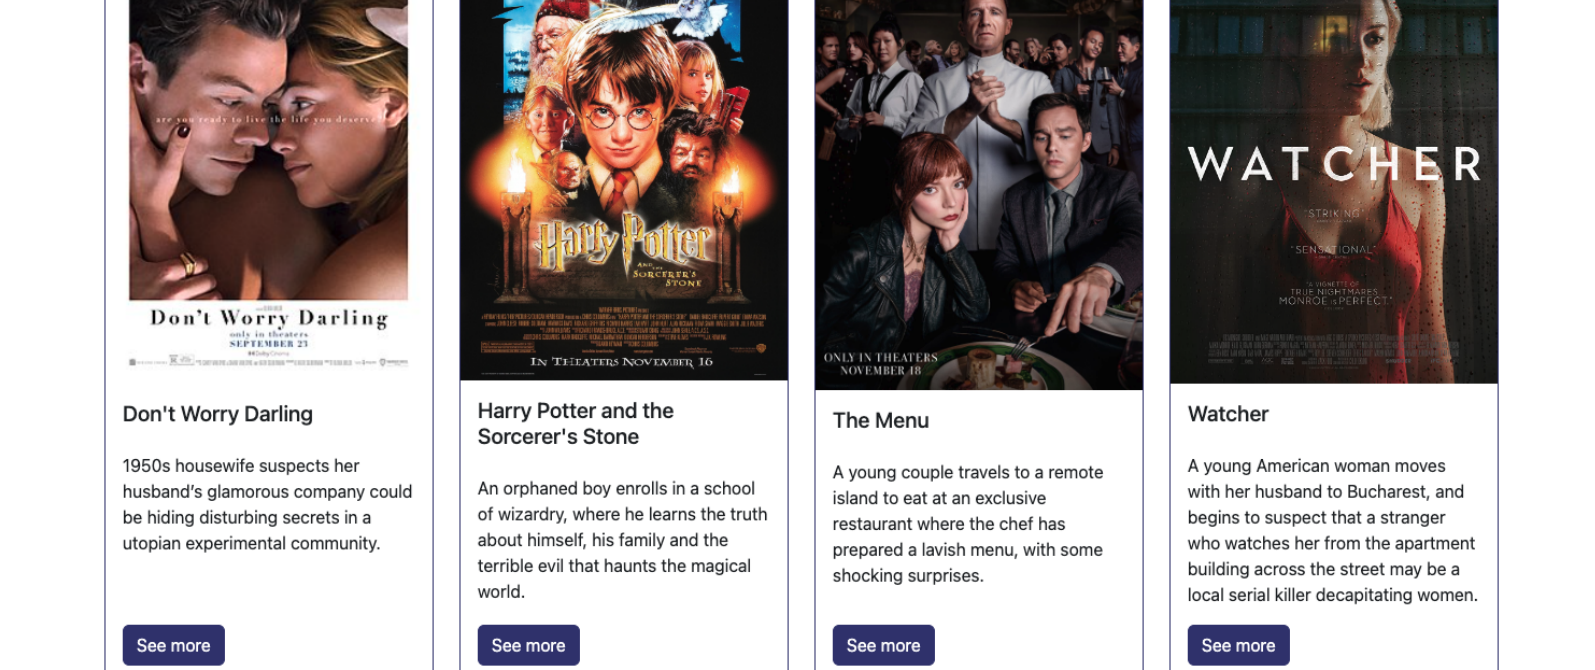 are you ready to live the life you deserve
Don't Worry Darling
only in theaters
SEPTEMBER 23
Dolby Cinema
Don't Worry Darling
1950s housewife suspects her
husband’s glamorous company could
be hiding disturbing secrets in a
utopian experimental community.
See more
Harry Potter
AND THE
SORCERER'S
STONE
IN THEATERS NOVEMBER 16
Harry Potter and the
Sorcerer's Stone
An orphaned boy enrolls in a school
of wizardry, where he learns the truth
about himself, his family and the
terrible evil that haunts the magical
world.
See more
ONLY IN THEATERS
NOVEMBER 18
The Menu
A young couple travels to a remote
island to eat at an exclusive
restaurant where the chef has
prepared a lavish menu, with some
shocking surprises.
See more
WATCHER
"STRIKING"
"SENSATIONAL"
"A VIGNETTE OF
TRUE NIGHTMARES
MONROE IS PERFECT."
Watcher
A young American woman moves
with her husband to Bucharest, and
begins to suspect that a stranger
who watches her from the apartment
building across the street may be a
local serial killer decapitating women.
See more